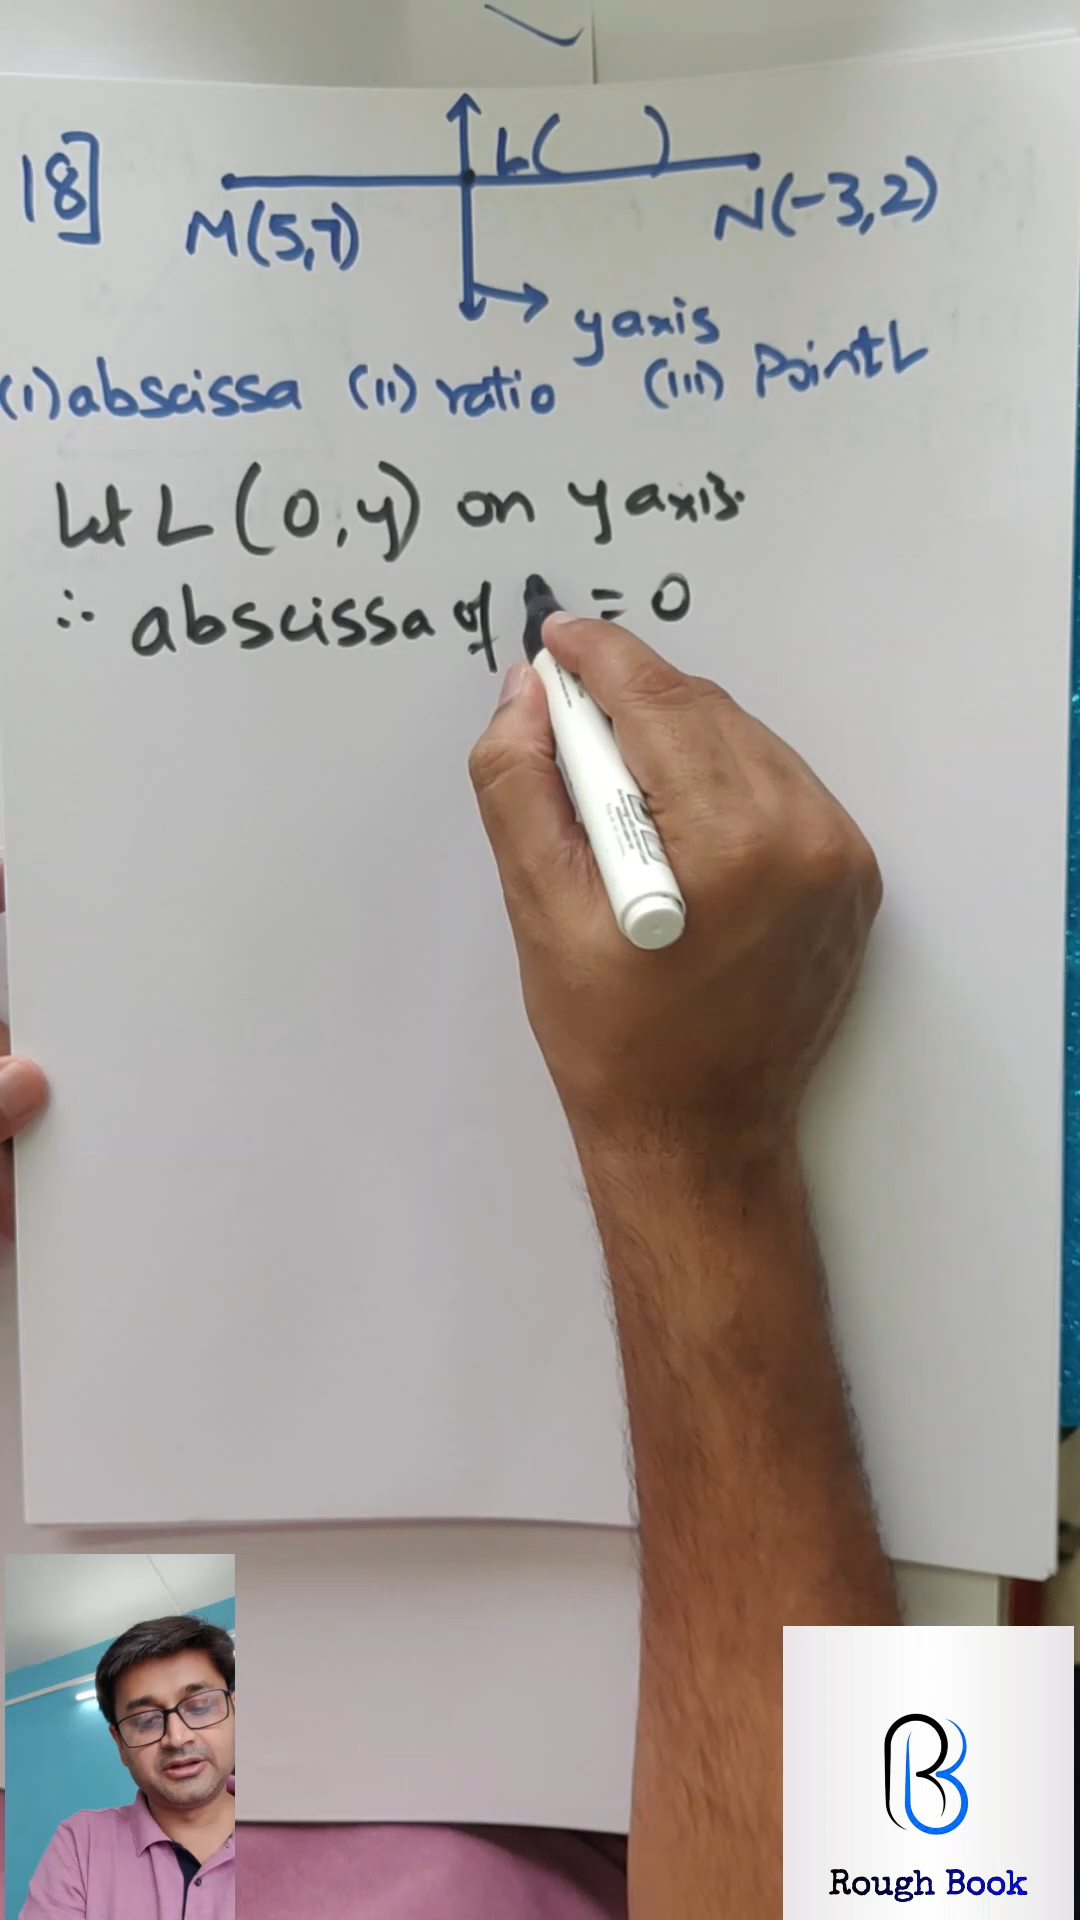 18]
L( )
M(5,7)
N(-3,2)
y axis
(i) abscissa (ii) ratio (iii) Point L
Let L (0,y) on y axis.
∴ abscissa of = 0
B
Rough Book